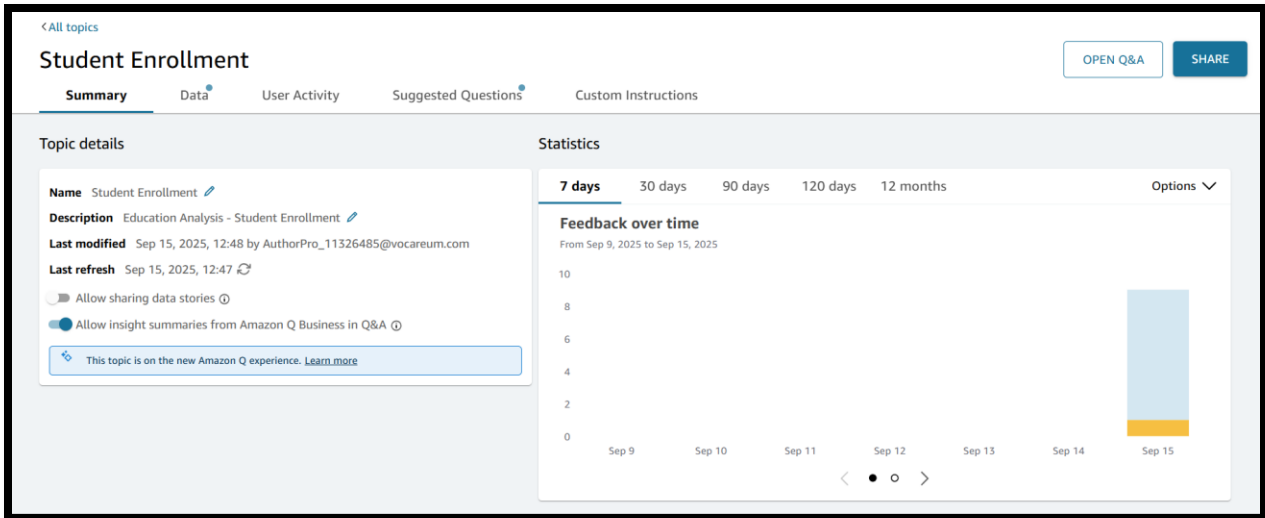 All topics
Student Enrollment
OPEN Q&A SHARE
Summary Data User Activity Suggested Questions Custom Instructions
Topic details
Name Student Enrollment
Description Education Analysis - Student Enrollment
Last modified Sep 15, 2025, 12:48 by AuthorPro_11326485@vocareum.com
Last refresh Sep 15, 2025, 12:47
Allow sharing data stories
Allow insight summaries from Amazon Q Business in Q&A
This topic is on the new Amazon Q experience. Learn more
Statistics
7 days 30 days 90 days 120 days 12 months Options
Feedback over time
From Sep 9, 2025 to Sep 15, 2025
10
8
6
4
2
0
Sep 9 Sep 10 Sep 11 Sep 12 Sep 13 Sep 14 Sep 15